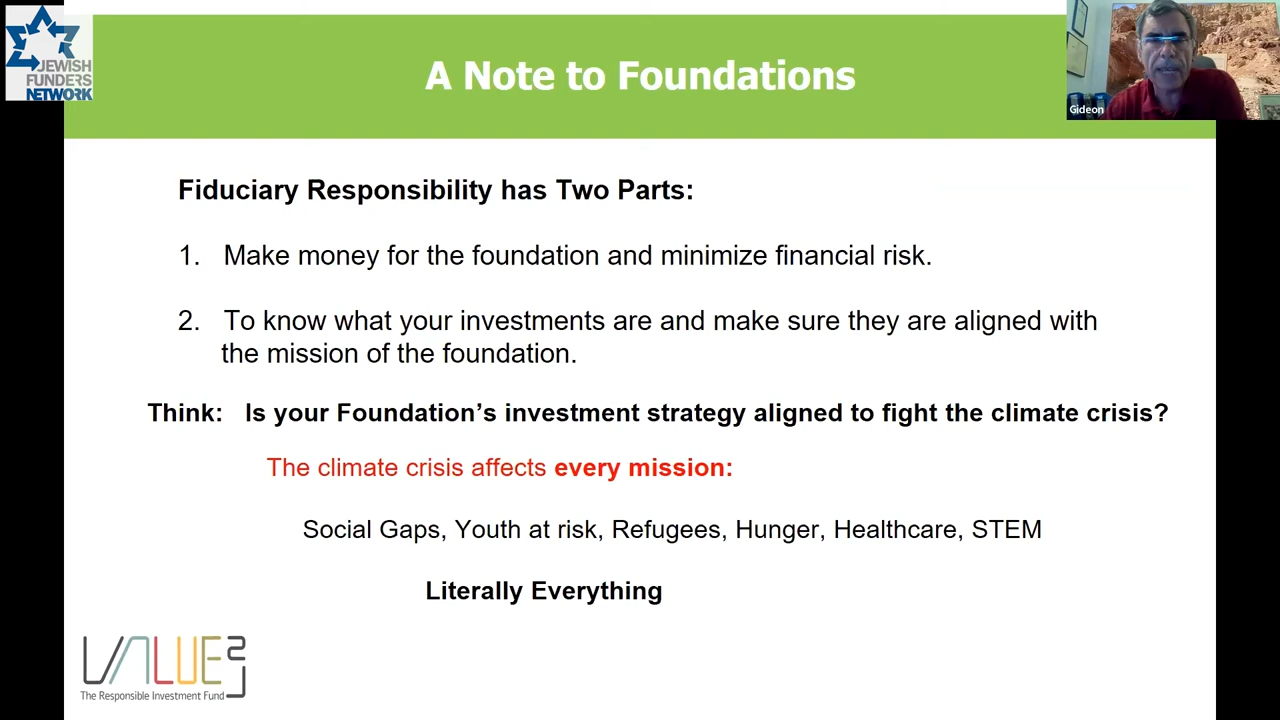 JEWISH
FUNDERS
NETWORK
A Note to Foundations
Gideon
Fiduciary Responsibility has Two Parts:
1. Make money for the foundation and minimize financial risk.
2. To know what your investments are and make sure they are aligned with
the mission of the foundation.
Think: Is your Foundation's investment strategy aligned to fight the climate crisis?
The climate crisis affects every mission:
Social Gaps, Youth at risk, Refugees, Hunger, Healthcare, STEM
Literally Everything
VALUE²
The Responsible Investment Fund